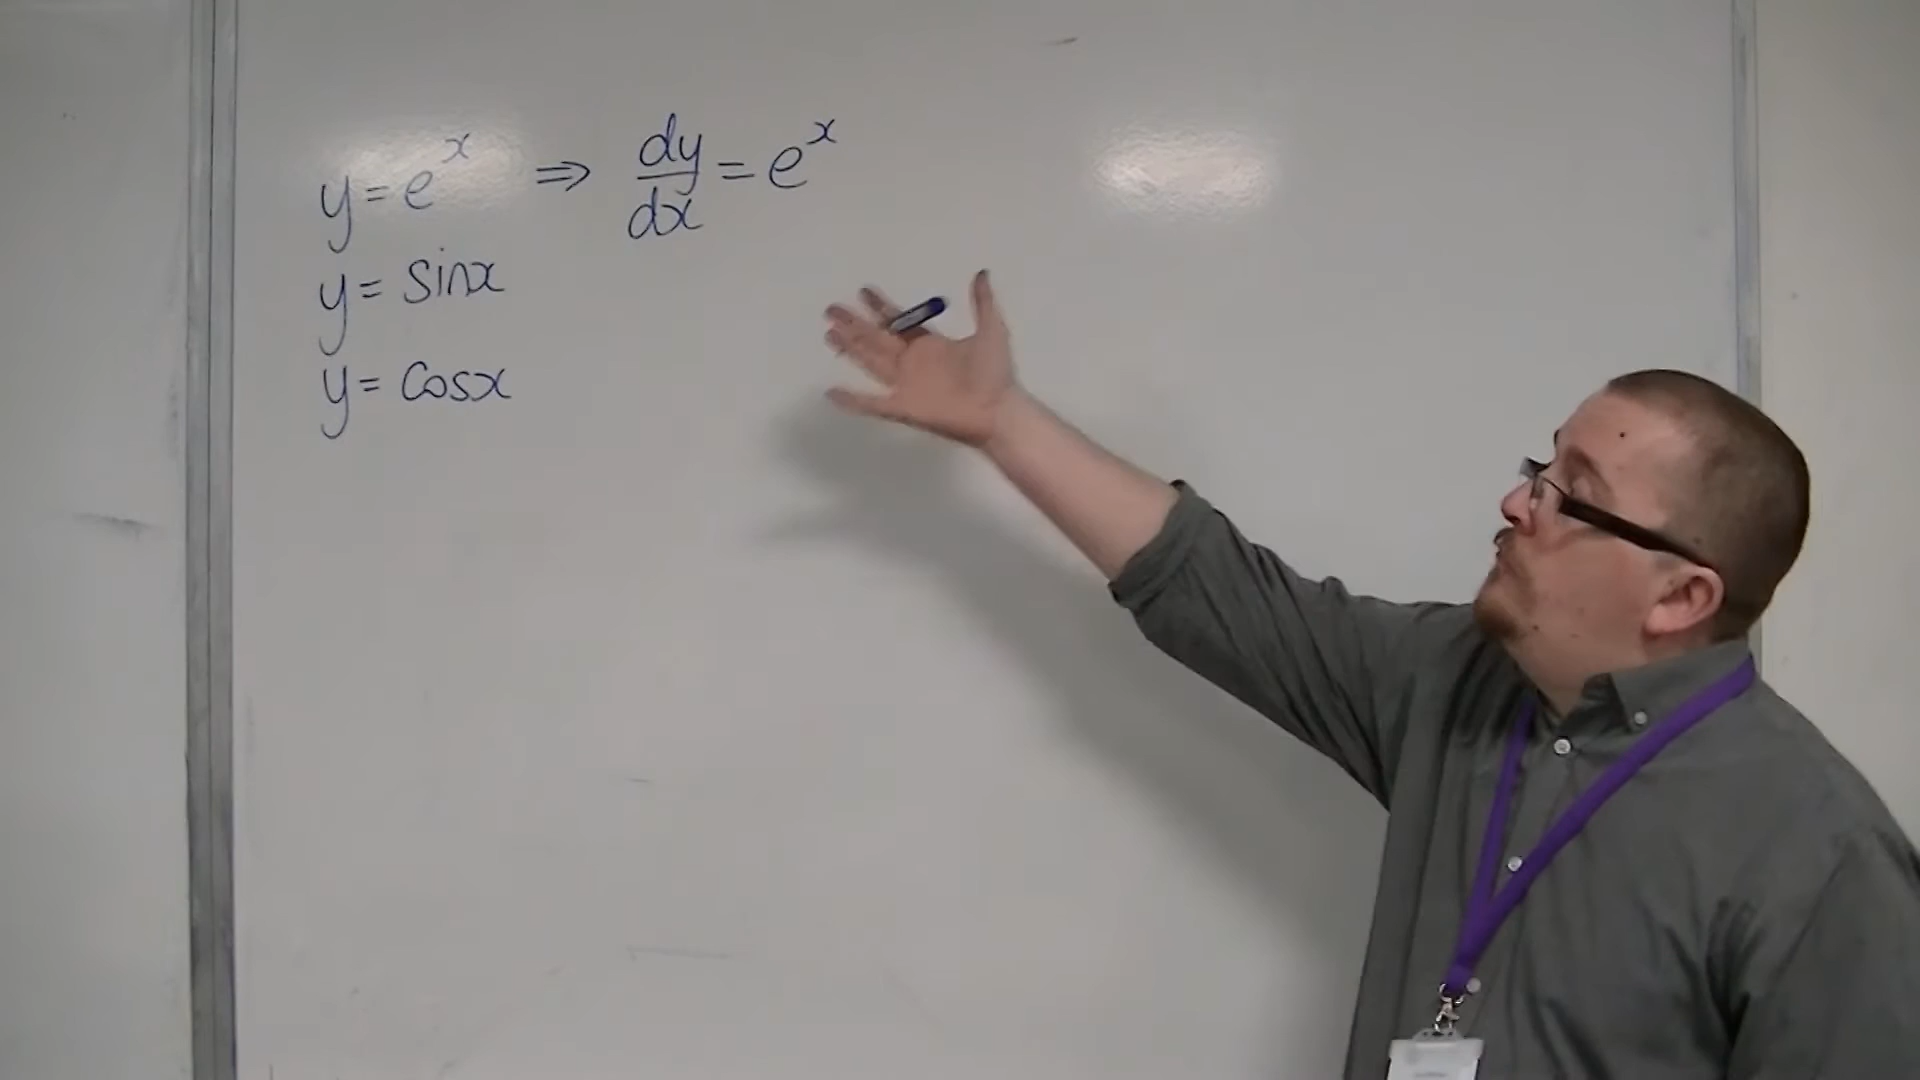 y = e^x ⇒ dy/dx = e^x
y = sinx
y = cosx